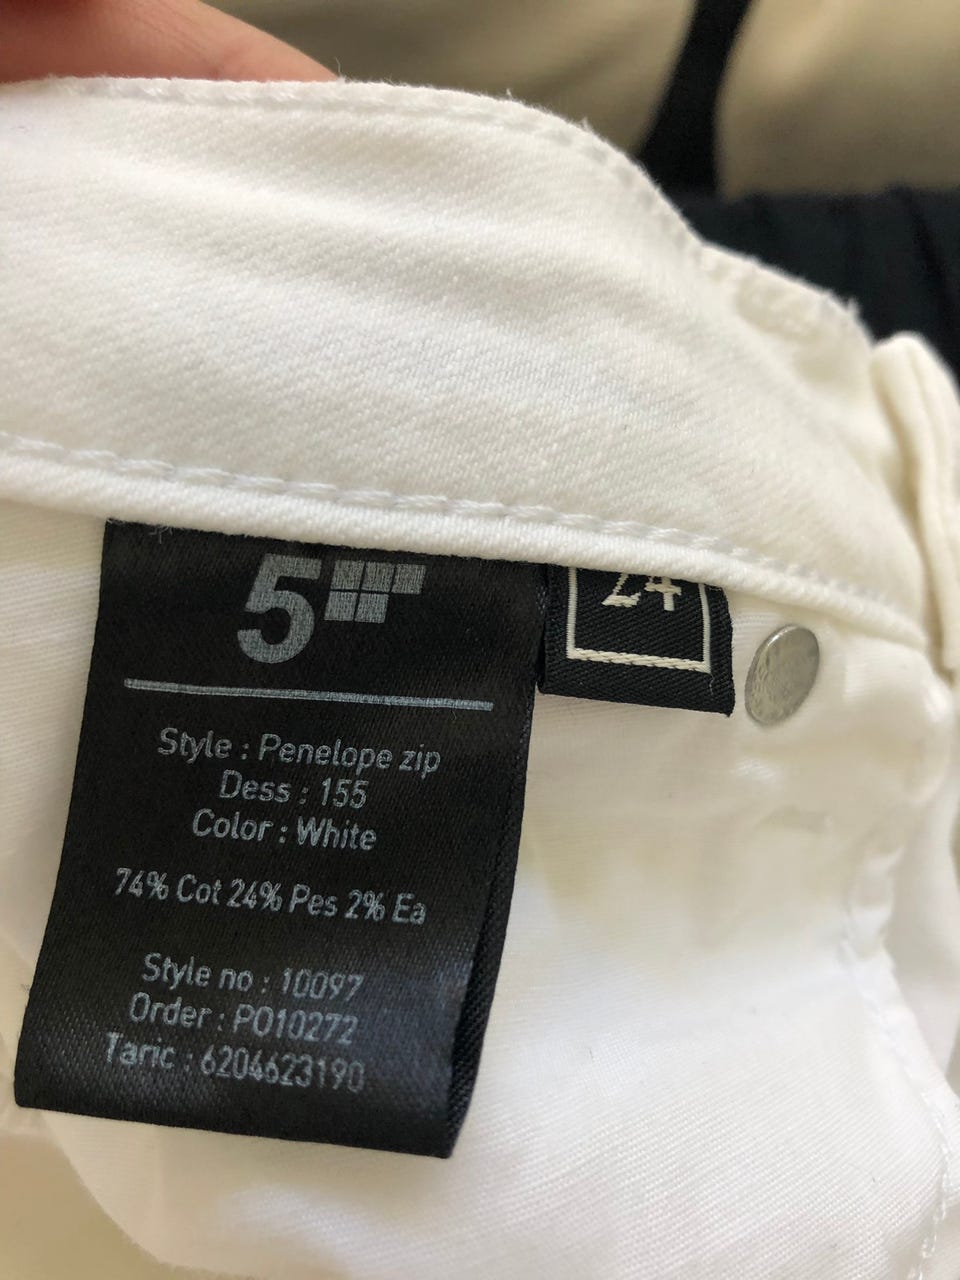 5
24
Style : Penelope zip
Dess : 155
Color : White
74% Cot 24% Pes 2% Ea
Style no : 10097
Order : PO10272
Taric : 6204623190